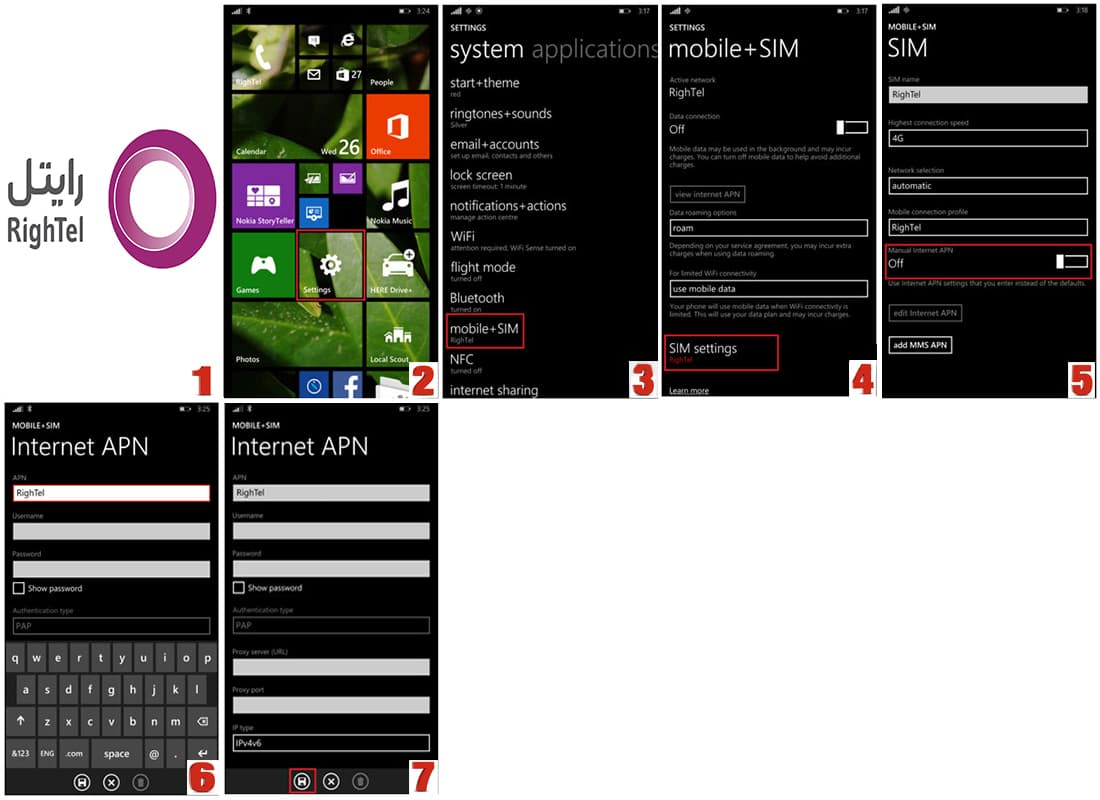 رایتل
RighTel
1
3:24
RighTel
27
People
Calendar
Wed 26
Office
Nokia StoryTeller
Nokia Music
Games
Settings
HERE Drive+
Photos
Local Scout
2
3:17
SETTINGS
system applications
start+theme
red
ringtones+sounds
Silver
email+accounts
set up email, contacts and others
lock screen
screen timeout: 1 minute
notifications+actions
manage action centre
WiFi
attention required, WiFi Sense turned on
flight mode
turned off
Bluetooth
turned on
mobile+SIM
RighTel
NFC
turned off
internet sharing
3
3:17
SETTINGS
mobile+SIM
Active network
RighTel
Data connection
Off
Mobile data may be used in the background and may incur
charges. You can turn off mobile data to help avoid additional
charges.
view internet APN
Data roaming options
roam
Depending on your service agreement, you may incur extra
charges when using data roaming.
For limited WiFi connectivity
use mobile data
Your phone will use mobile data when WiFi connectivity is
limited. This will use your data plan and may incur charges.
SIM settings
RighTel
Learn more
4
3:18
MOBILE+SIM
SIM
SIM name
RighTel
Highest connection speed
4G
Network selection
automatic
Mobile connection profile
RighTel
Manual Internet APN
Off
Use Internet APN settings that you enter instead of the defaults.
edit Internet APN
add MMS APN
5
3:25
MOBILE+SIM
Internet APN
APN
RighTel
Username
Password
Show password
Authentication type
PAP
q w e r t y u i o p
a s d f g h j k l
z x c v b n m
&123 ENG .com space @ .
6
3:25
MOBILE+SIM
Internet APN
APN
RighTel
Username
Password
Show password
Authentication type
PAP
Proxy server (URL)
Proxy port
IP type
IPv4v6
7